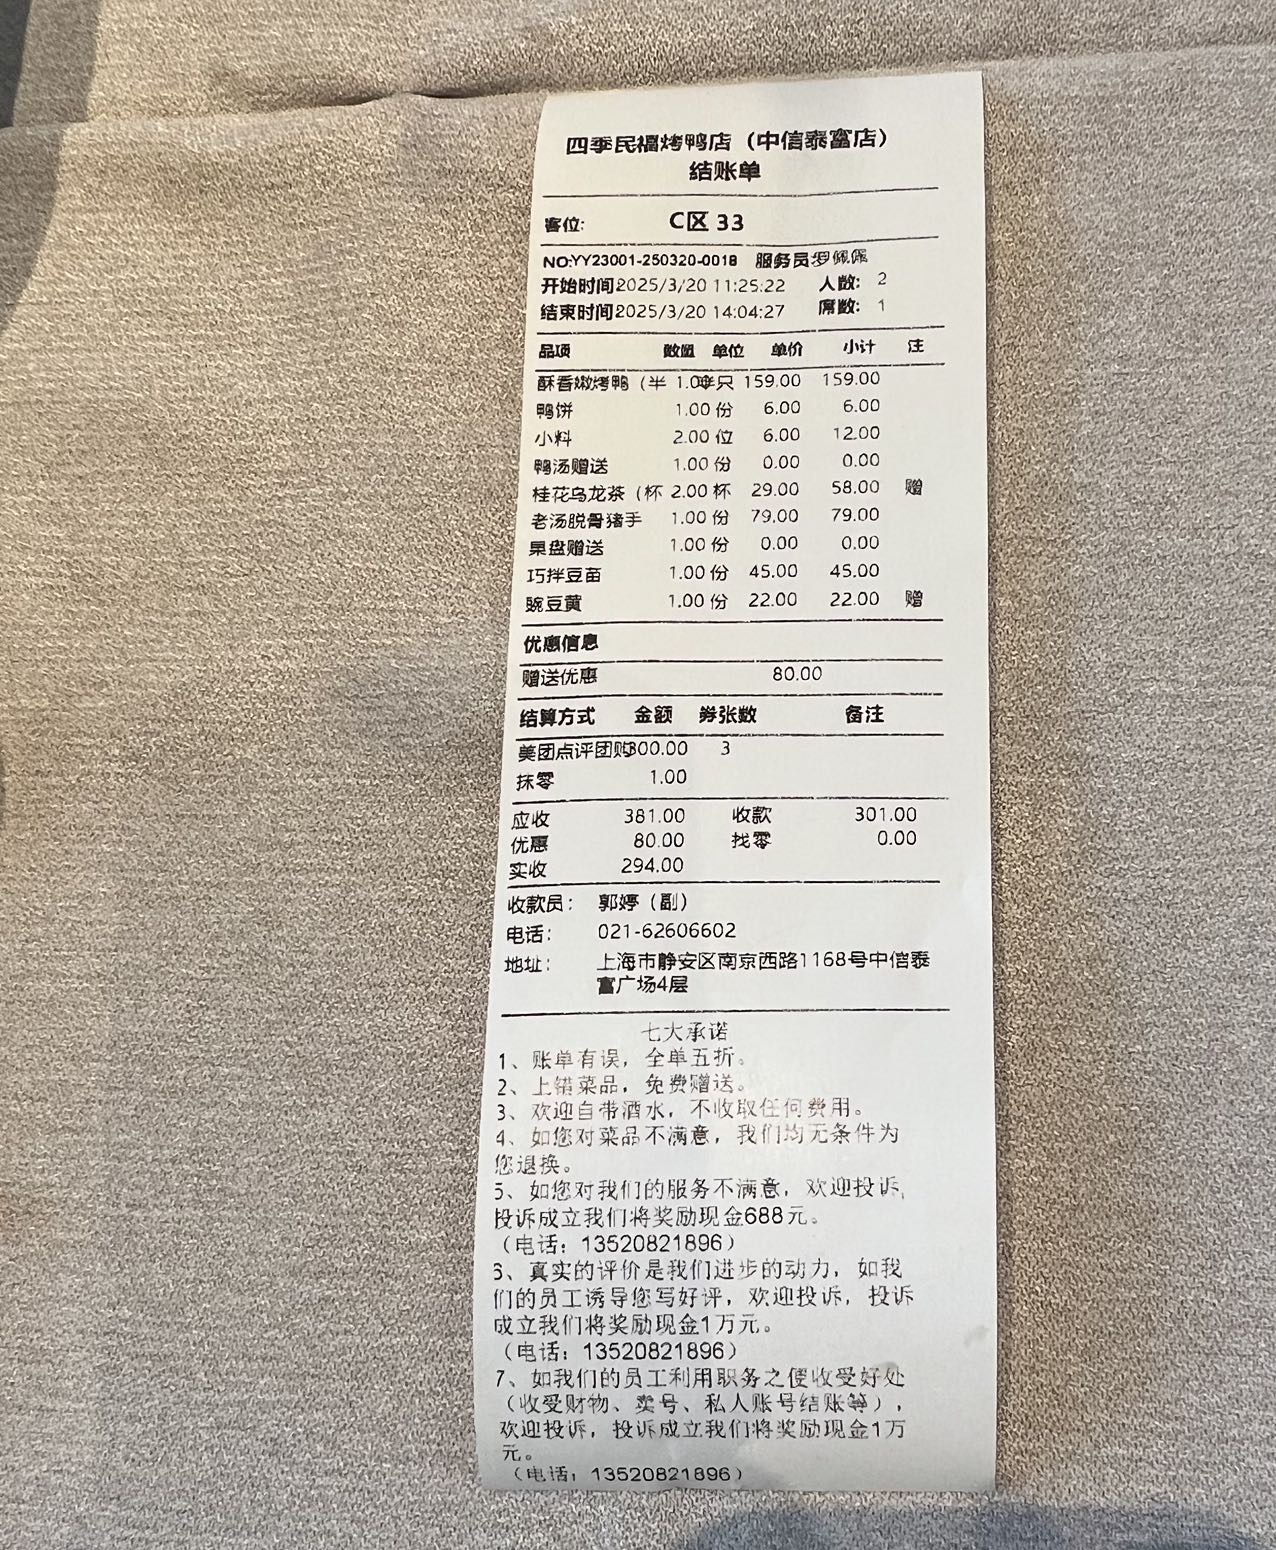 四季民福烤鸭店（中信泰富店）
结账单
客位： C区 33
NO:YY23001-250320-0018 服务员:罗佩佩
开始时间2025/3/20 11:25:22 人数： 2
结束时间2025/3/20 14:04:27 席数： 1
品项 数量 单位 单价 小计 注
酥香嫩烤鸭（半 1.00 半只 159.00 159.00
鸭饼 1.00 份 6.00 6.00
小料 2.00 位 6.00 12.00
鸭汤赠送 1.00 份 0.00 0.00
桂花乌龙茶（杯 2.00 杯 29.00 58.00 赠
老汤脱骨猪手 1.00 份 79.00 79.00
果盘赠送 1.00 份 0.00 0.00
巧拌豆苗 1.00 份 45.00 45.00
豌豆黄 1.00 份 22.00 22.00 赠
优惠信息
赠送优惠 80.00
结算方式 金额 券张数 备注
美团点评团购300.00 3
抹零 1.00
应收 381.00 收款 301.00
优惠 80.00 找零 0.00
实收 294.00
收款员： 郭婷（副）
电话： 021-62606602
地址： 上海市静安区南京西路1168号中信泰
富广场4层
七大承诺
1、账单有误，全单五折。
2、上错菜品，免费赠送。
3、欢迎自带酒水，不收取任何费用。
4、如您对菜品不满意，我们均无条件为
您退换。
5、如您对我们的服务不满意，欢迎投诉，
投诉成立我们将奖励现金688元。
（电话：13520821896）
6、真实的评价是我们进步的动力，如我
们的员工诱导您写好评，欢迎投诉，投诉
成立我们将奖励现金1万元。
（电话：13520821896）
7、如我们的员工利用职务之便收受好处
（收受财物、卖号、私人账号结账等），
欢迎投诉，投诉成立我们将奖励现金1万
元。
（电话：13520821896）